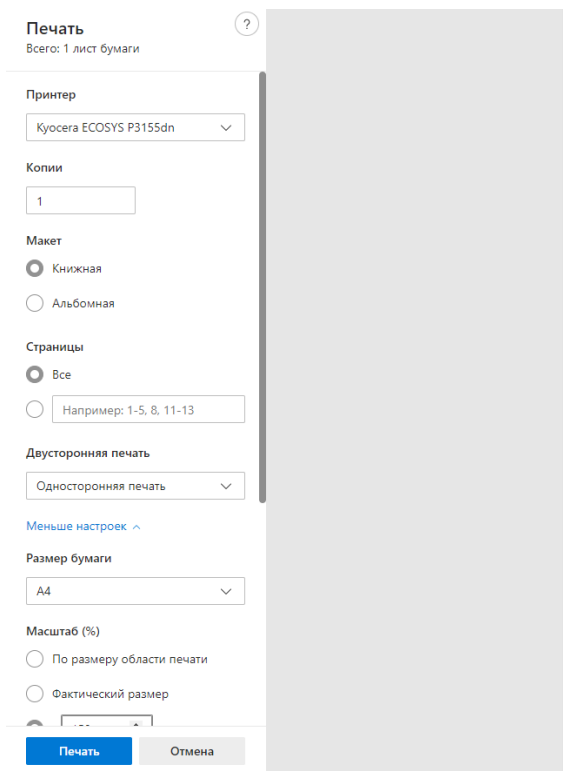 Печать
?
Всего: 1 лист бумаги
Принтер
Kyocera ECOSYS P3155dn
Копии
1
Макет
Книжная
Альбомная
Страницы
Все
Например: 1-5, 8, 11-13
Двусторонняя печать
Односторонняя печать
Меньше настроек
Размер бумаги
A4
Масштаб (%)
По размеру области печати
Фактический размер
Печать
Отмена